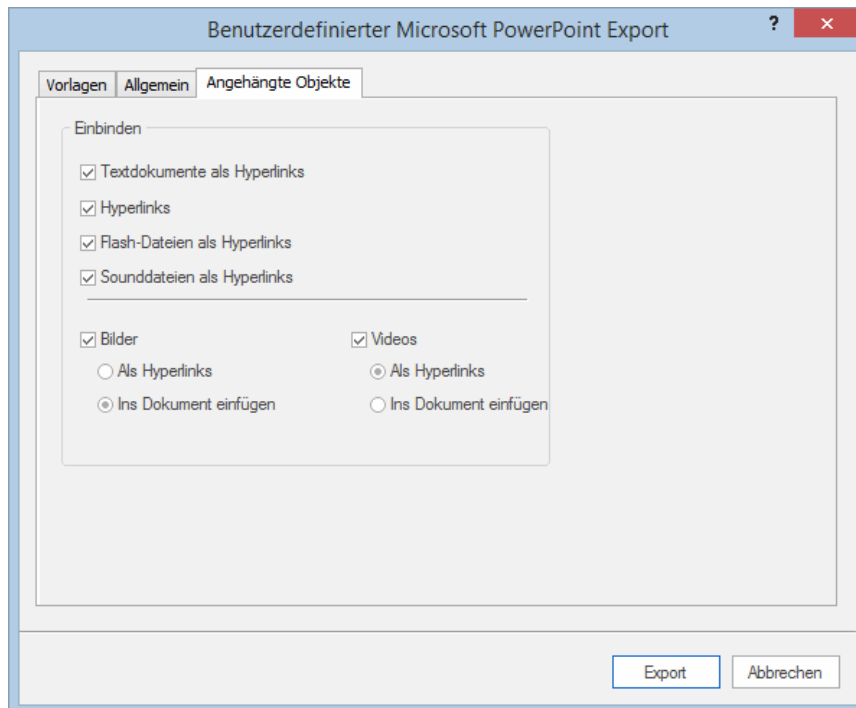 Benutzerdefinierter Microsoft PowerPoint Export ? ×
Vorlagen Allgemein Angehängte Objekte
Einbinden
Textdokumente als Hyperlinks
Hyperlinks
Flash-Dateien als Hyperlinks
Sounddateien als Hyperlinks
Bilder Videos
Als Hyperlinks Als Hyperlinks
Ins Dokument einfügen Ins Dokument einfügen
Export Abbrechen